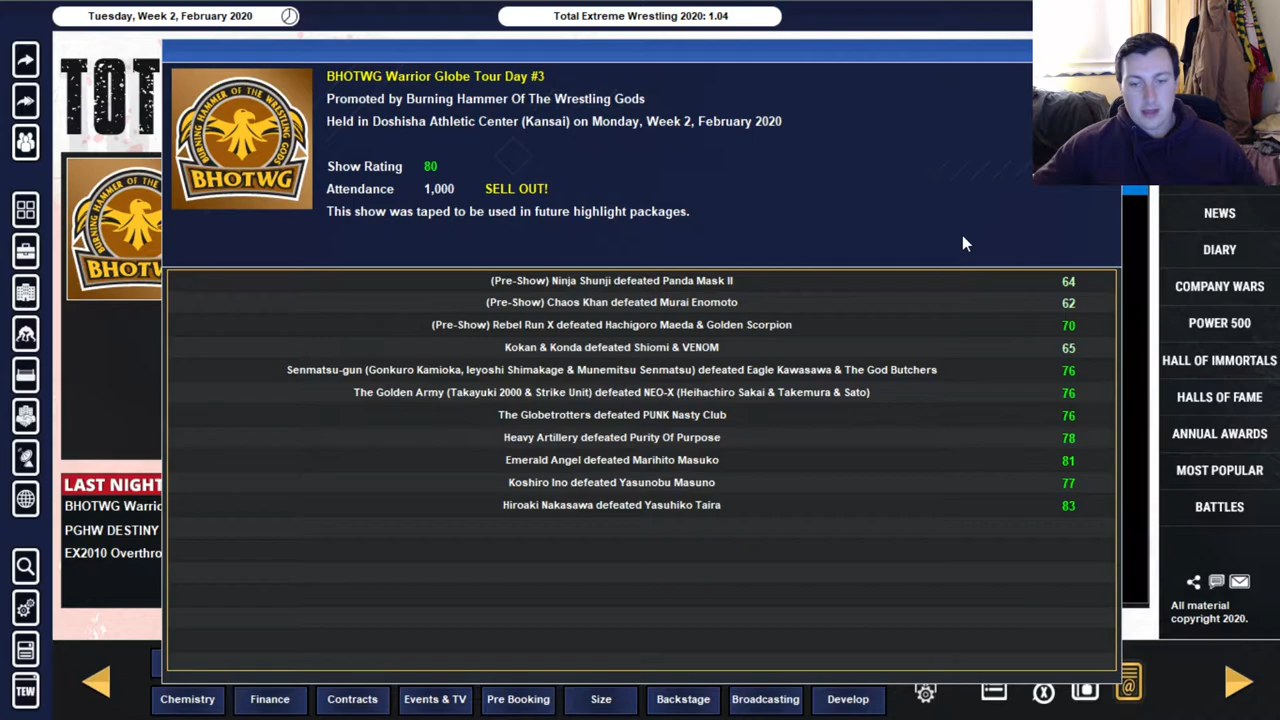 Tuesday, Week 2, February 2020
Total Extreme Wrestling 2020: 1.04
TOT
BURNING HAMMER OF THE WRESTLING GODS
BHOTWG
BHOTWG Warrior Globe Tour Day #3
Promoted by Burning Hammer Of The Wrestling Gods
Held in Doshisha Athletic Center (Kansai) on Monday, Week 2, February 2020
Show Rating 80
Attendance 1,000 SELL OUT!
This show was taped to be used in future highlight packages.
(Pre-Show) Ninja Shunji defeated Panda Mask II 64
(Pre-Show) Chaos Khan defeated Murai Enomoto 62
(Pre-Show) Rebel Run X defeated Hachigoro Maeda & Golden Scorpion 70
Kokan & Konda defeated Shiomi & VENOM 65
Senmatsu-gun (Gonkuro Kamioka, Ieyoshi Shimakage & Munemitsu Senmatsu) defeated Eagle Kawasawa & The God Butchers 76
The Golden Army (Takayuki 2000 & Strike Unit) defeated NEO-X (Heihachiro Sakai & Takemura & Sato) 76
The Globetrotters defeated PUNK Nasty Club 76
Heavy Artillery defeated Purity Of Purpose 78
Emerald Angel defeated Marihito Masuko 81
Koshiro Ino defeated Yasunobu Masuno 77
Hiroaki Nakasawa defeated Yasuhiko Taira 83
LAST NIGHT
BHOTWG Warrio
PGHW DESTINY
EX2010 Overthro
NEWS
DIARY
COMPANY WARS
POWER 500
HALL OF IMMORTALS
HALLS OF FAME
ANNUAL AWARDS
MOST POPULAR
BATTLES
All material
copyright 2020.
TEW
Chemistry
Finance
Contracts
Events & TV
Pre Booking
Size
Backstage
Broadcasting
Develop